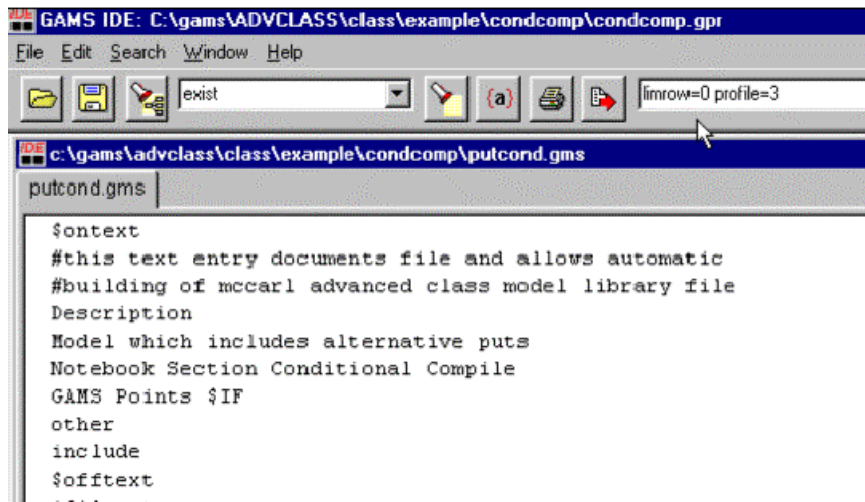 GAMS IDE: C:\gams\ADVCLASS\class\example\condcomp\condcomp.gpr
File Edit Search Window Help
exist {a} limrow=0 profile=3
c:\gams\advclass\class\example\condcomp\putcond.gms
putcond.gms
$ontext
#this text entry documents file and allows automatic
#building of mccarl advanced class model library file
Description
Model which includes alternative puts
Notebook Section Conditional Compile
GAMS Points $IF
other
include
$offtext